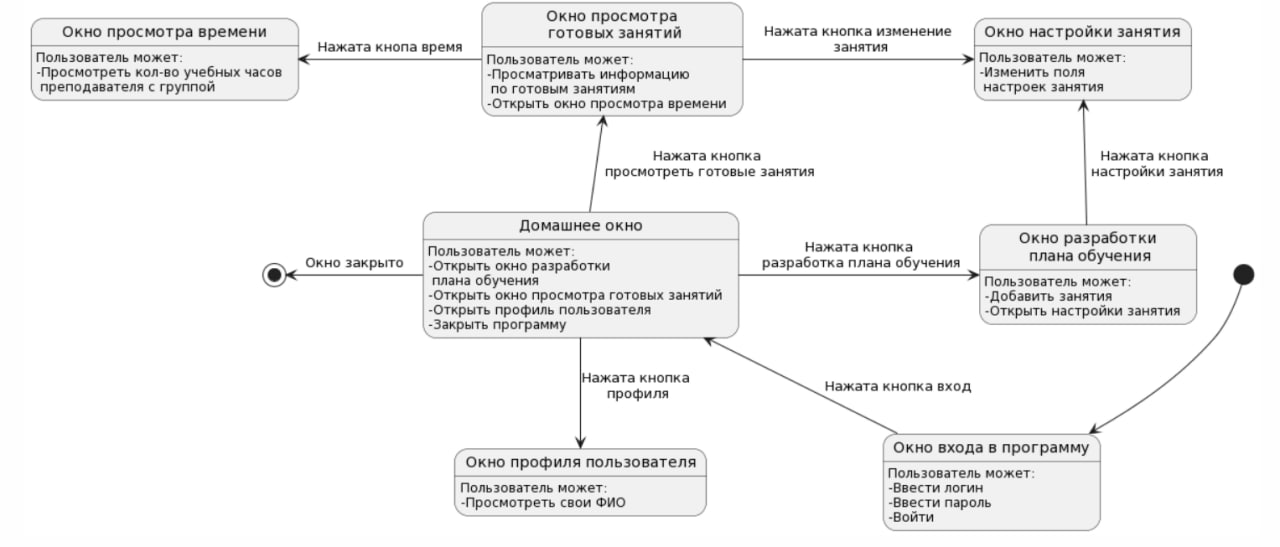 Окно просмотра времени
Пользователь может:
-Просмотреть кол-во учебных часов
преподавателя с группой
Нажата кнопа время
Окно просмотра
готовых занятий
Пользователь может:
-Просматривать информацию
по готовым занятиям
-Открыть окно просмотра времени
Нажата кнопка изменение
занятия
Окно настройки занятия
Пользователь может:
-Изменить поля
настроек занятия
Нажата кнопка
просмотреть готовые занятия
Нажата кнопка
настройки занятия
Окно закрыто
Домашнее окно
Пользователь может:
-Открыть окно разработки
плана обучения
-Открыть окно просмотра готовых занятий
-Открыть профиль пользователя
-Закрыть программу
Нажата кнопка
разработка плана обучения
Окно разработки
плана обучения
Пользователь может:
-Добавить занятия
-Открыть настройки занятия
Нажата кнопка
профиля
Нажата кнопка вход
Окно профиля пользователя
Пользователь может:
-Просмотреть свои ФИО
Окно входа в программу
Пользователь может:
-Ввести логин
-Ввести пароль
-Войти